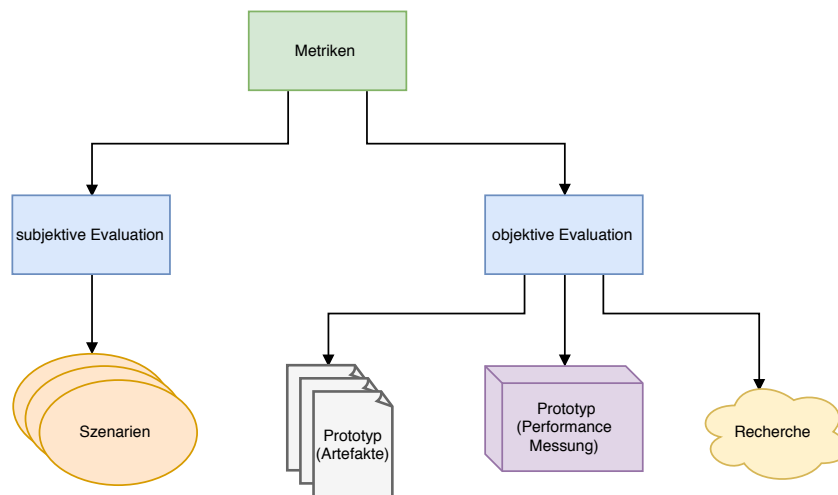 Metriken
subjektive Evaluation
objektive Evaluation
Szenarien
Prototyp
(Artefakte)
Prototyp
(Performance
Messung)
Recherche